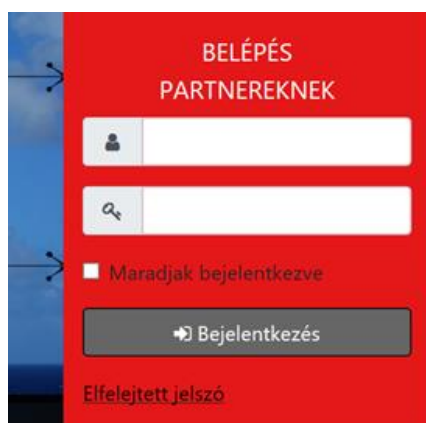 BELÉPÉS
PARTNEREKNEK
Maradjak bejelentkezve
Bejelentkezés
Elfelejtett jelszó